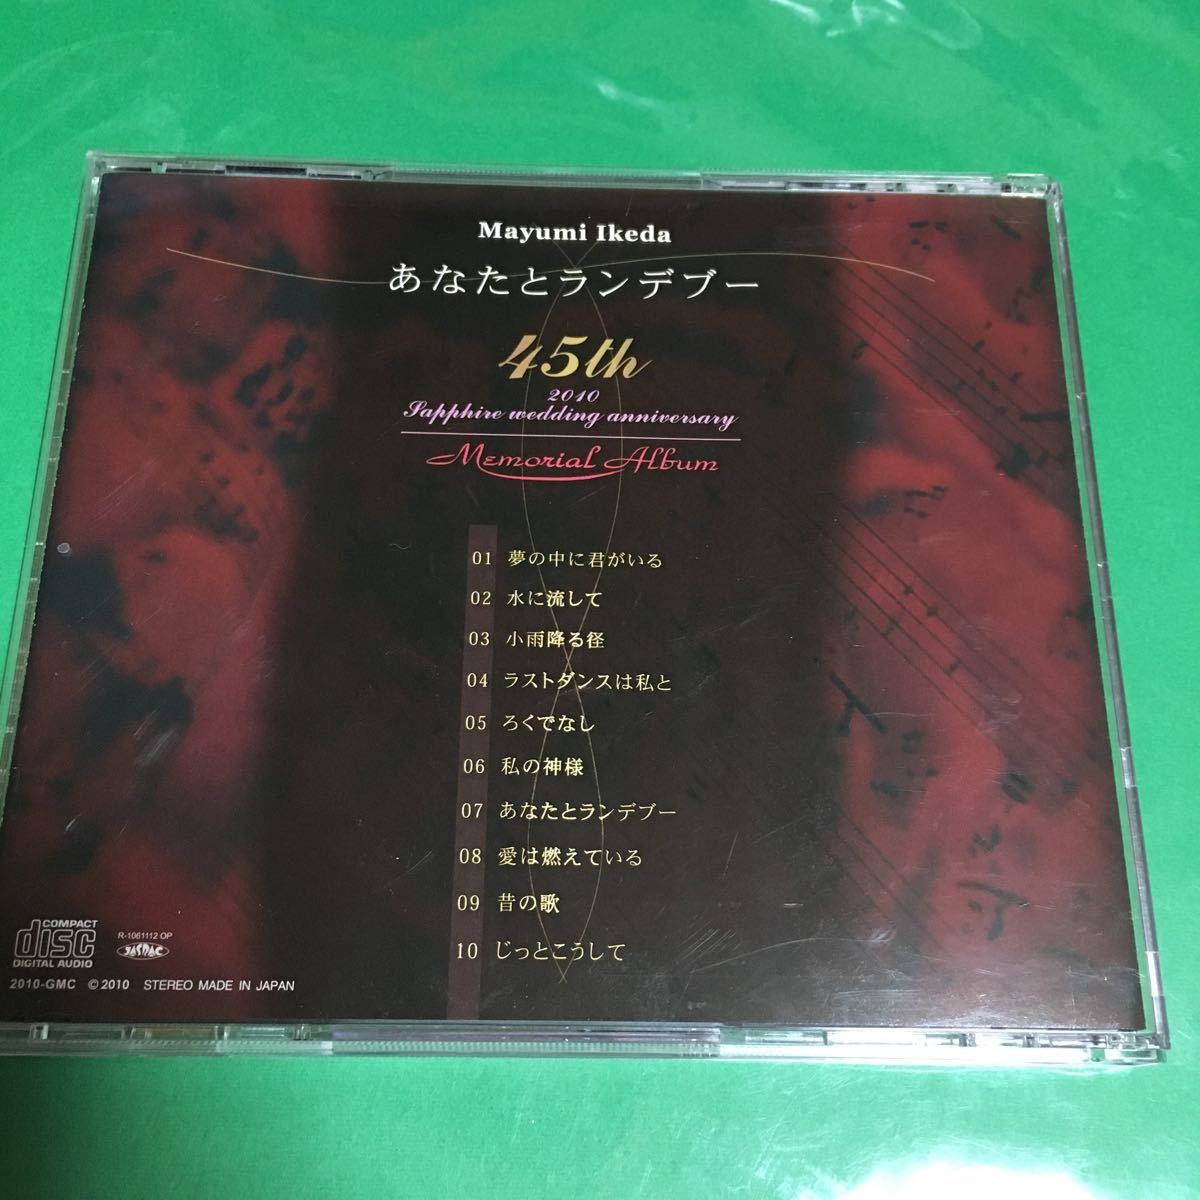 Mayumi Ikeda
あなたとランデブー
45th
2010
Sapphire wedding anniversary
Memorial Album
01 夢の中に君がいる
02 水に流して
03 小雨降る径
04 ラストダンスは私と
05 ろくでなし
06 私の神様
07 あなたとランデブー
08 愛は燃えている
09 昔の歌
10 じっとこうして
COMPACT
disc
DIGITAL AUDIO
R-1061112 OP
JASRAC
2010-GMC ©2010 STEREO MADE IN JAPAN